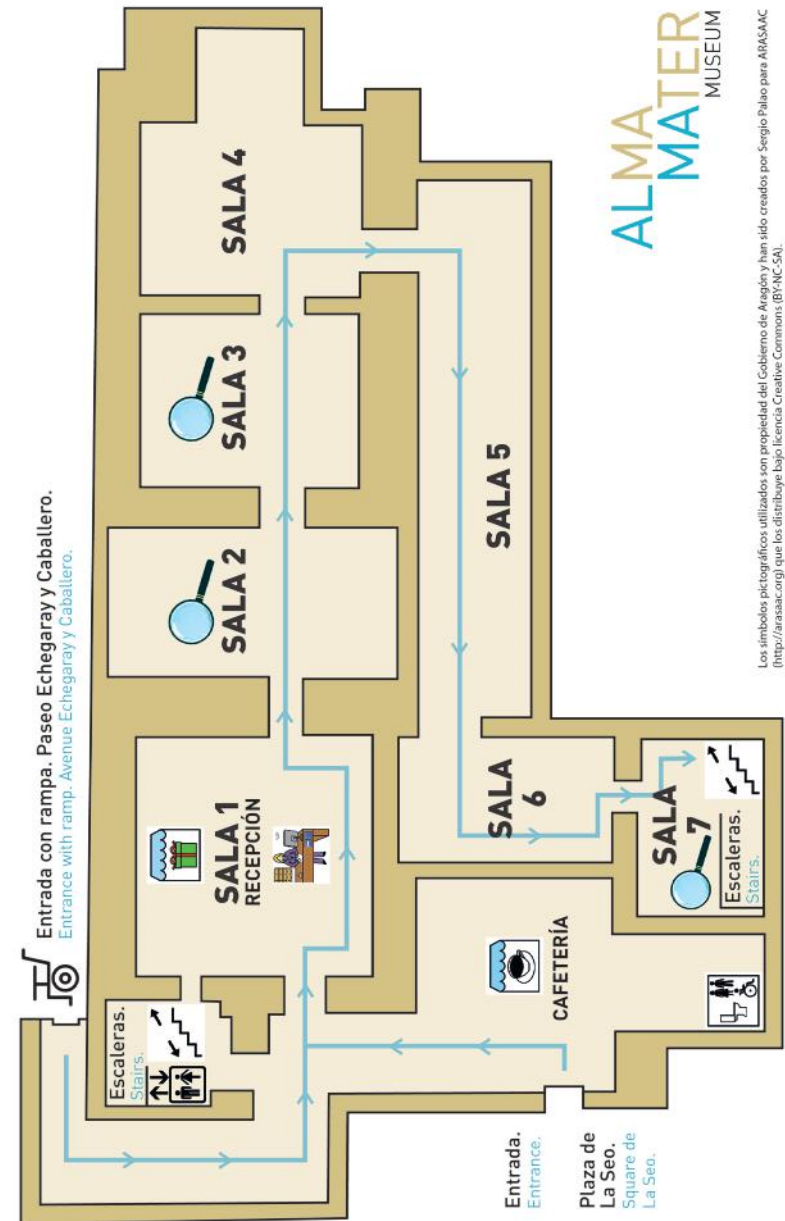 Entrada con rampa. Paseo Echegaray y Caballero.
Entrance with ramp. Avenue Echegaray y Caballero.
Escaleras.
Stairs.
SALA 1
RECEPCIÓN
SALA 2
SALA 3
SALA 4
SALA 5
SALA
6
SALA
7
Escaleras.
Stairs.
CAFETERÍA
Entrada.
Entrance.
Plaza de
La Seo.
Square de
La Seo.
ALMA
MATER
MUSEUM
Los símbolos pictográficos utilizados son propiedad del Gobierno de Aragón y han sido creados por Sergio Palao para ARASAAC
(http://arasaac.org) que los distribuye bajo licencia Creative Commons (BY-NC-SA).